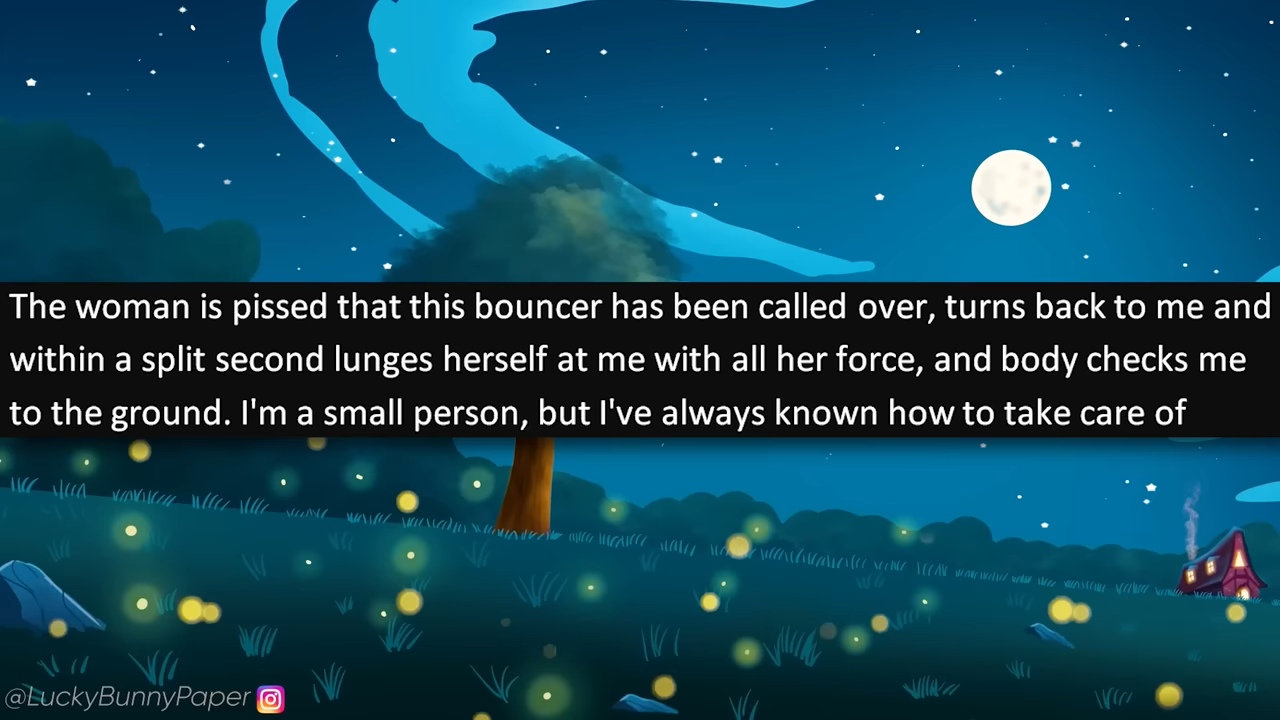 The woman is pissed that this bouncer has been called over, turns back to me and
within a split second lunges herself at me with all her force, and body checks me
to the ground. I'm a small person, but I've always known how to take care of
@LuckyBunnyPaper